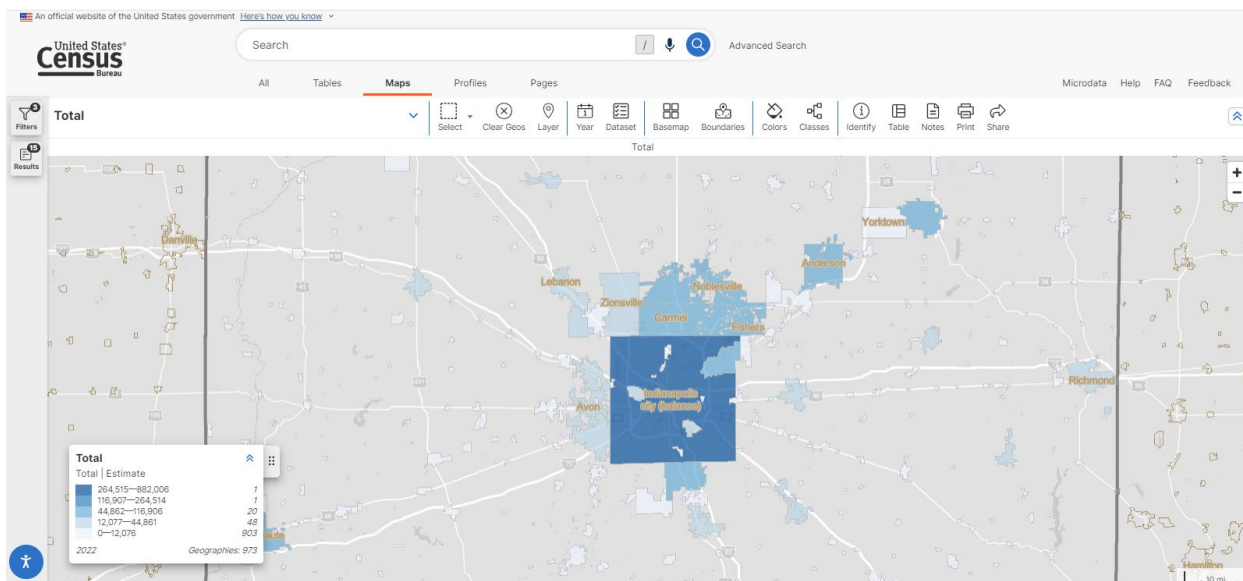 An official website of the United States government Here's how you know
United States®
Census
Bureau
Search
/
Advanced Search
All Tables Maps Profiles Pages
Microdata Help FAQ Feedback
3
Filters
Total
Select Clear Geos Layer Year Dataset Basemap Boundaries Colors Classes Identify Table Notes Print Share
15
Results
Total
+
−
Yorktown
Danville
Anderson
Lebanon
Noblesville
Zionsville
Carmel
Fishers
Richmond
Indianapolis
city (balance)
Avon
Total
Total | Estimate
264,515—882,006 1
116,907—264,514 1
44,862—116,906 20
12,077—44,861 48
0—12,076 903
2022 Geographies: 973
aute
Hamilton
10 mi